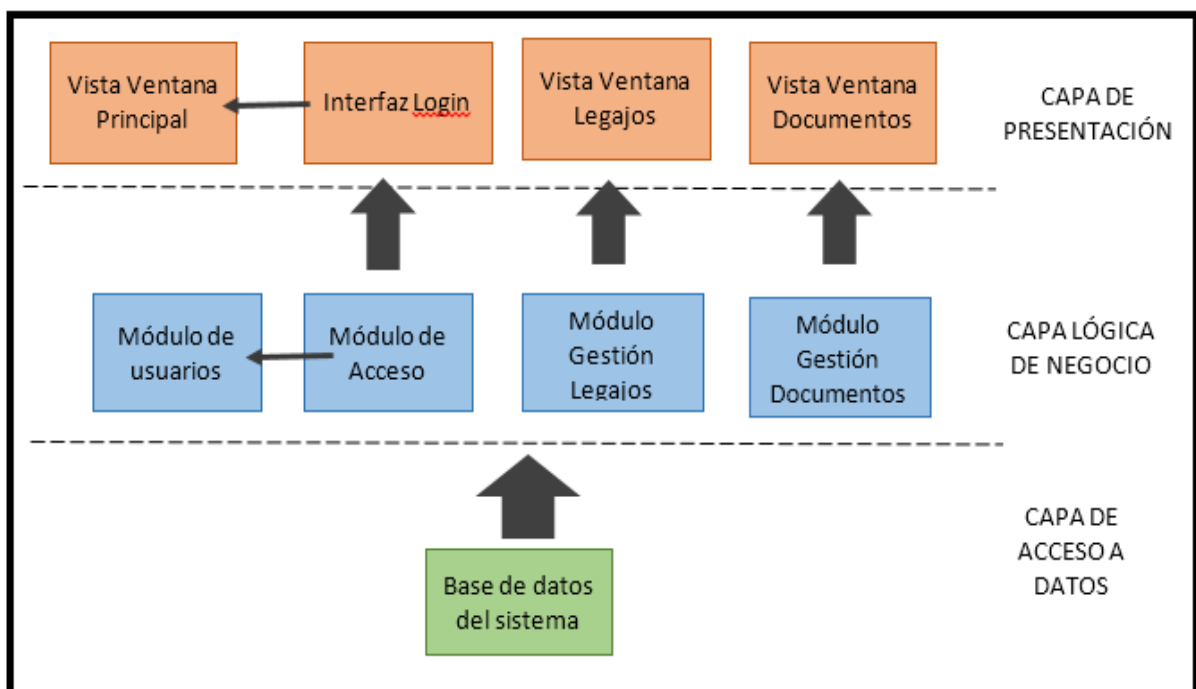 Vista Ventana
Principal
Interfaz Login
Vista Ventana
Legajos
Vista Ventana
Documentos
CAPA DE
PRESENTACIÓN
Módulo de
usuarios
Módulo de
Acceso
Módulo
Gestión
Legajos
Módulo
Gestión
Documentos
CAPA LÓGICA
DE NEGOCIO
Base de datos
del sistema
CAPA DE
ACCESO A
DATOS